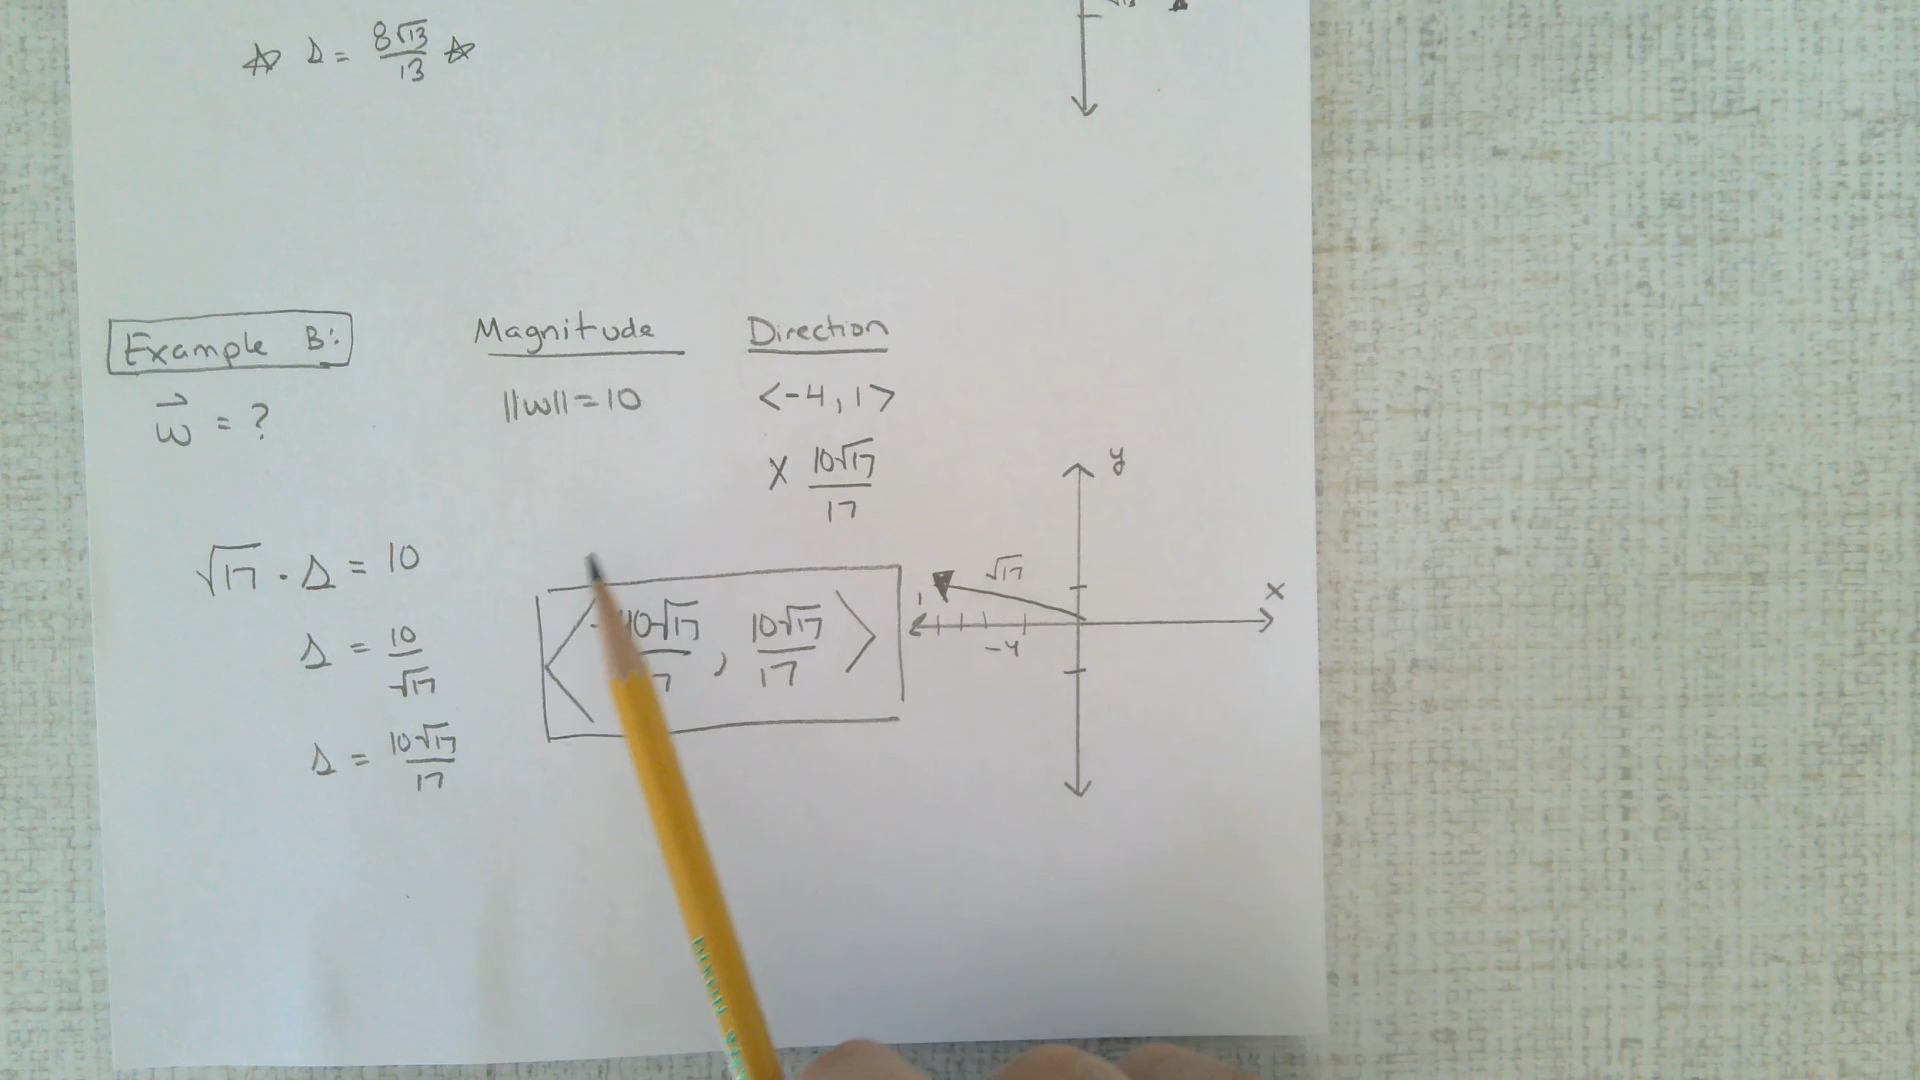 ☆ s = 8√13/13 ☆
Example B:
Magnitude
Direction
w⃗ = ?
||w|| = 10
<-4, 1>
x 10√17/17
√17 · s = 10
s = 10/√17
s = 10√17/17
10√17/7, 10√17/17
y
x
√17
-4
1